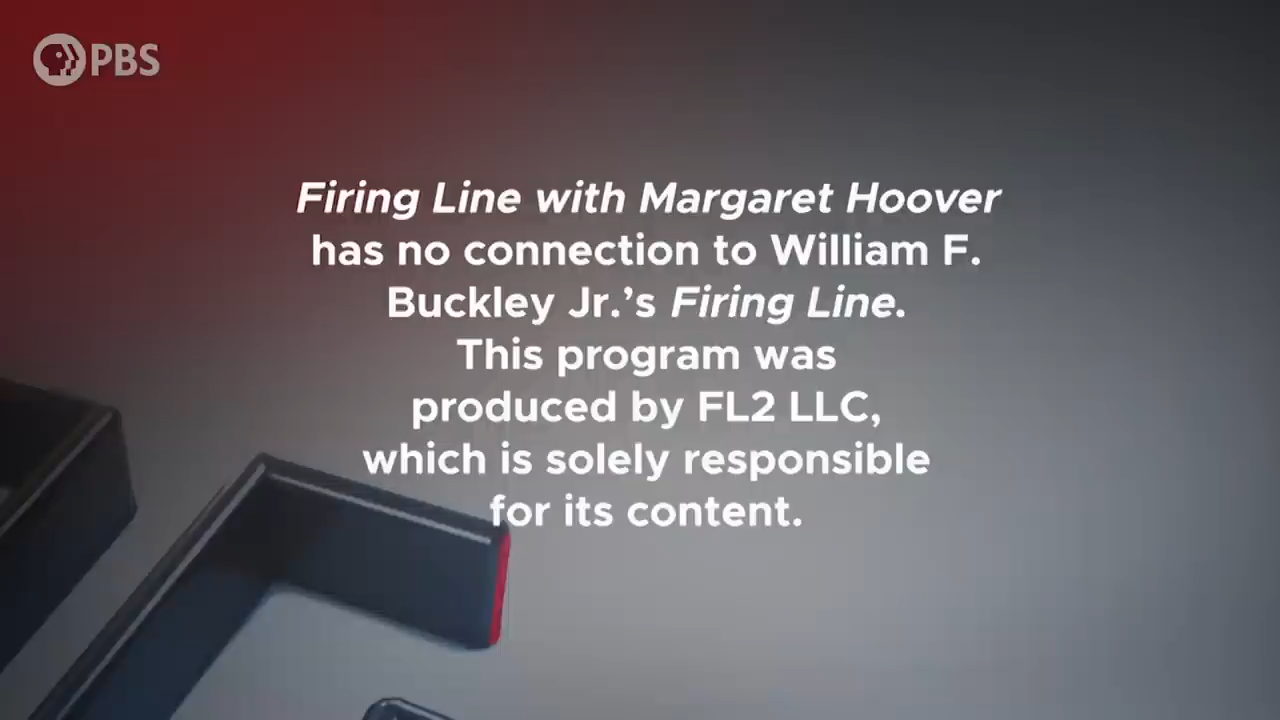 PBS
Firing Line with Margaret Hoover
has no connection to William F.
Buckley Jr.’s Firing Line.
This program was
produced by FL2 LLC,
which is solely responsible
for its content.